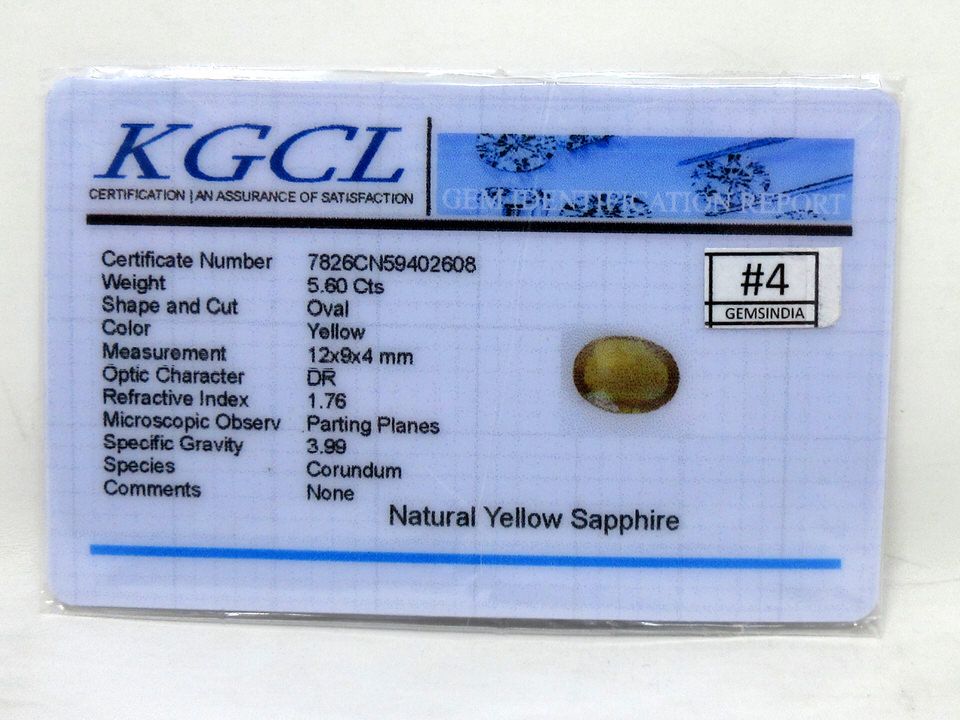 KGCL
CERTIFICATION | AN ASSURANCE OF SATISFACTION
GEM IDENTIFICATION REPORT
#4
GEMSINDIA
Certificate Number 7826CN59402608
Weight 5.60 Cts
Shape and Cut Oval
Color Yellow
Measurement 12x9x4 mm
Optic Character DR
Refractive Index 1.76
Microscopic Observ Parting Planes
Specific Gravity 3.99
Species Corundum
Comments None
Natural Yellow Sapphire